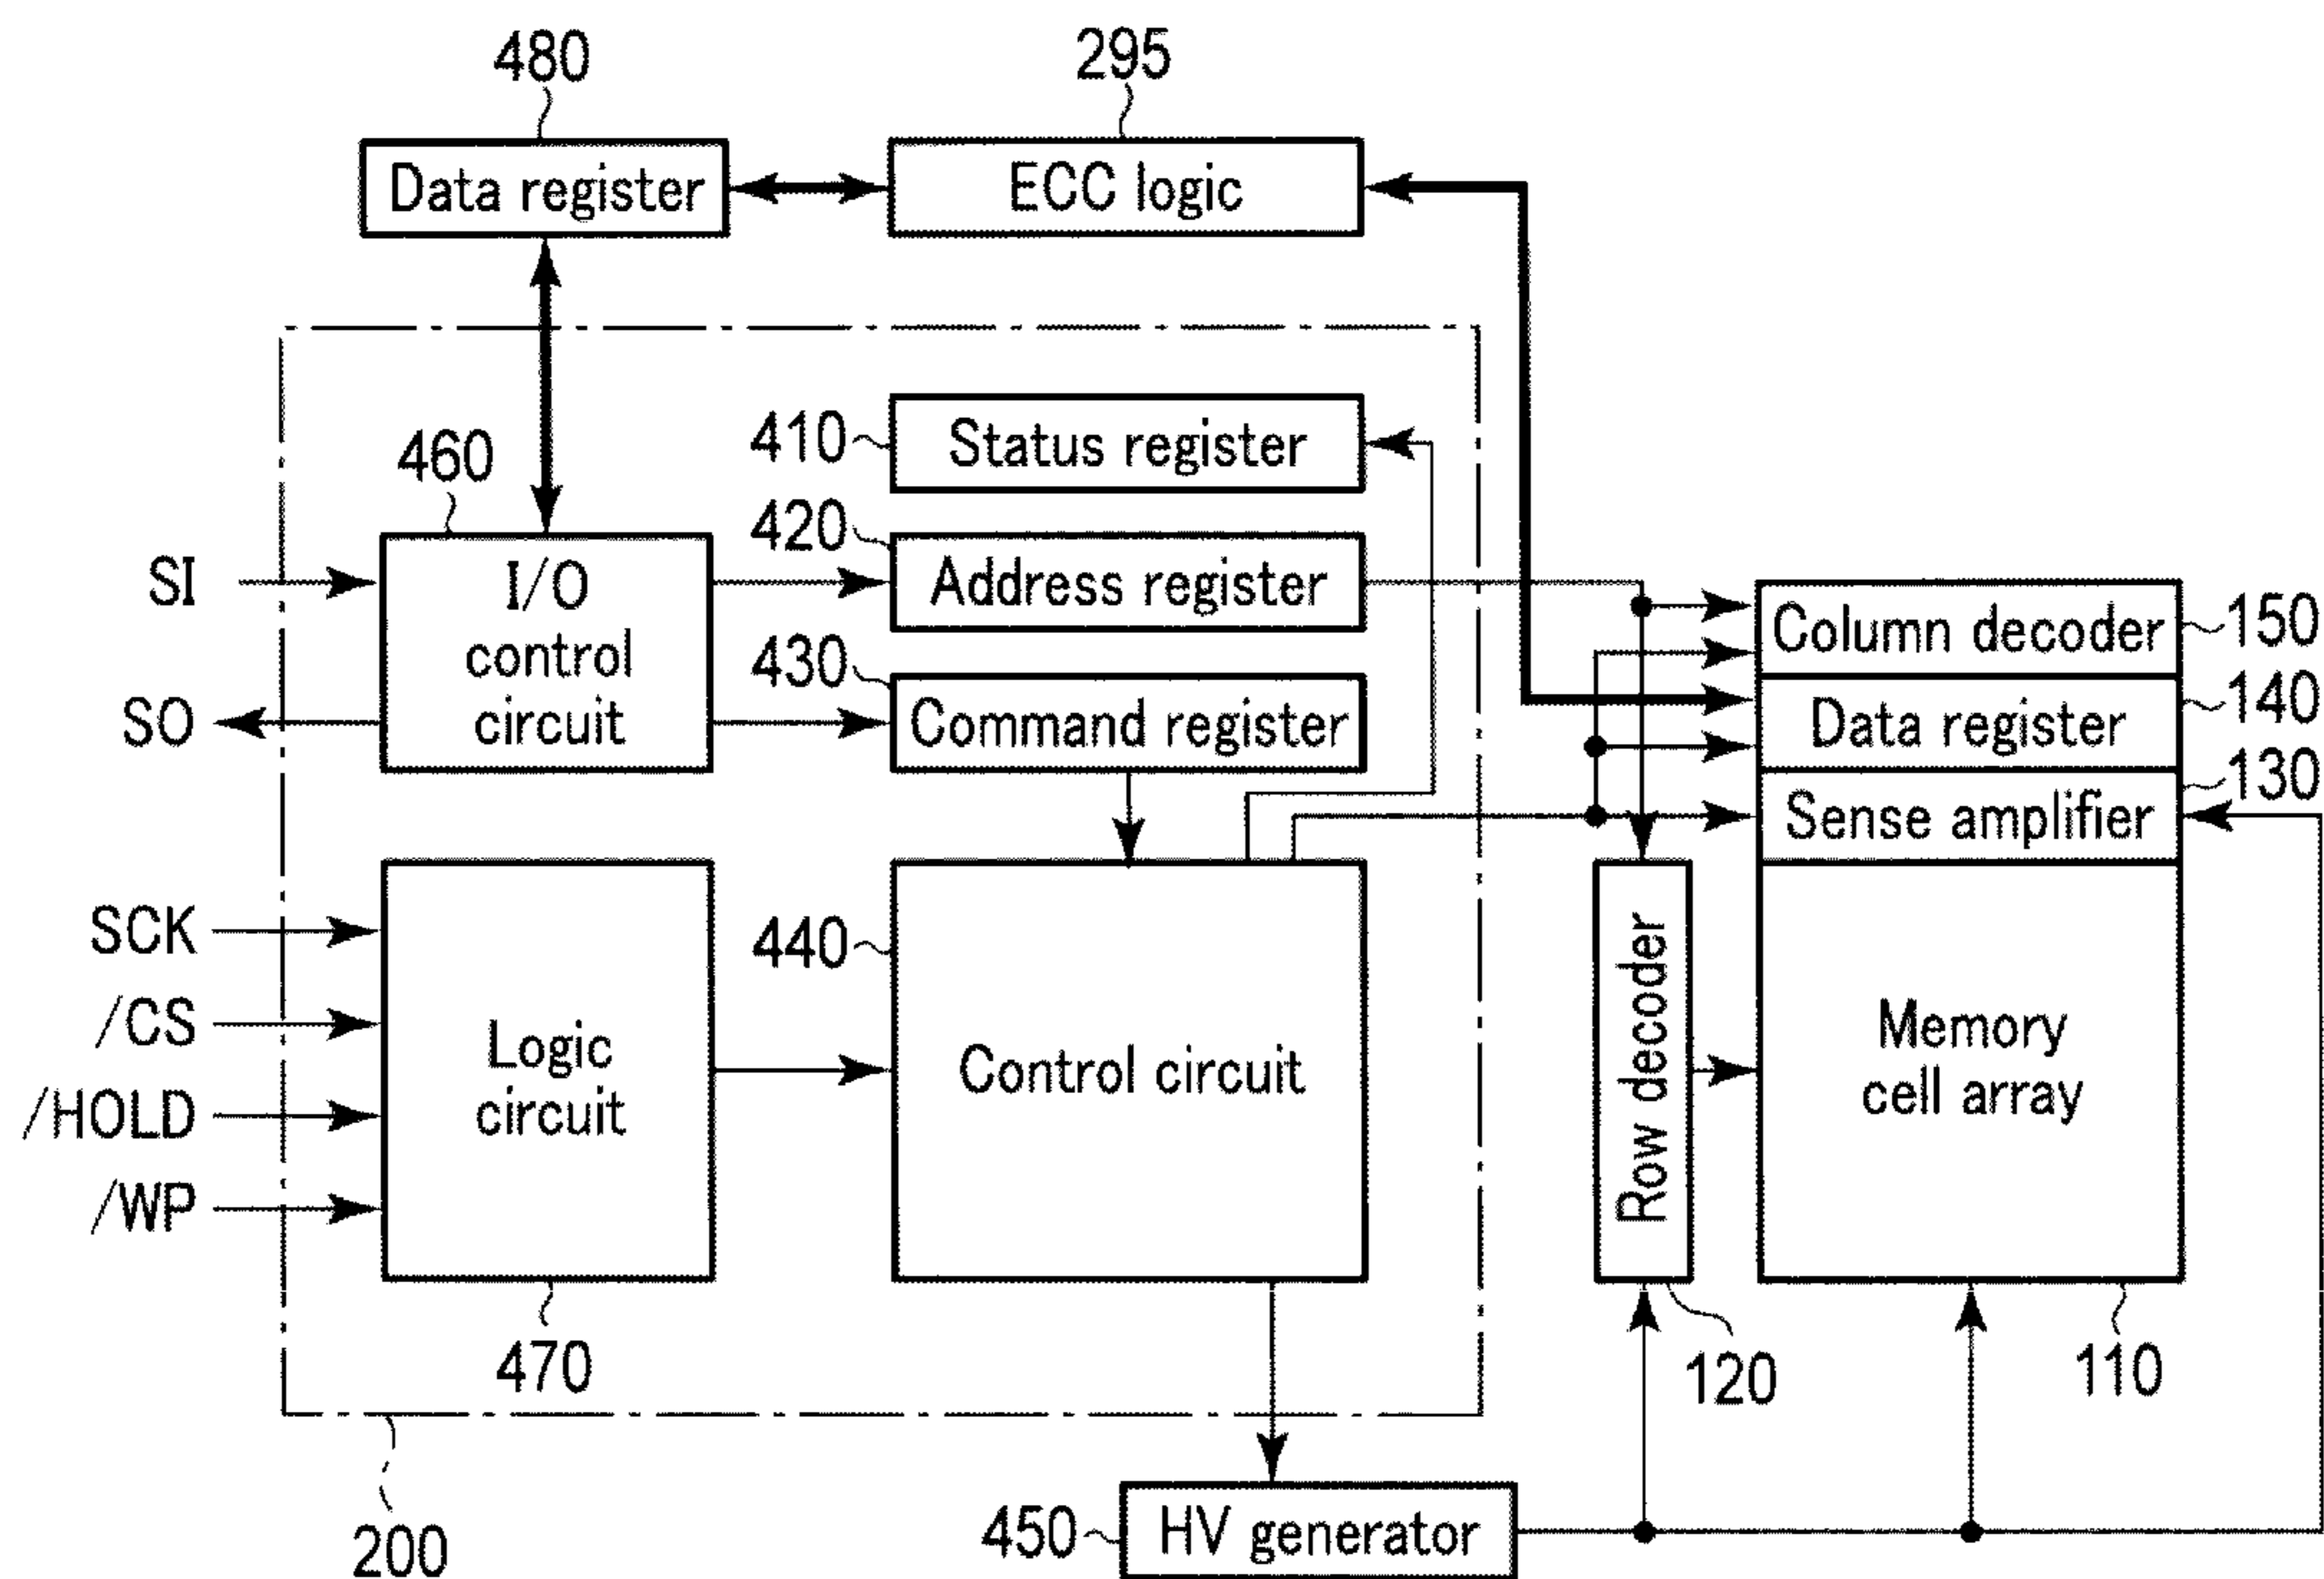 480
295
Data register
ECC logic
410
Status register
460
420
SI
I/O
control
circuit
Address register
Column decoder
150
430
SO
Command register
Data register
140
Sense amplifier
130
SCK
/CS
/HOLD
/WP
Logic
circuit
440
Control circuit
Row decoder
Memory
cell array
470
120
110
200
450
HV generator